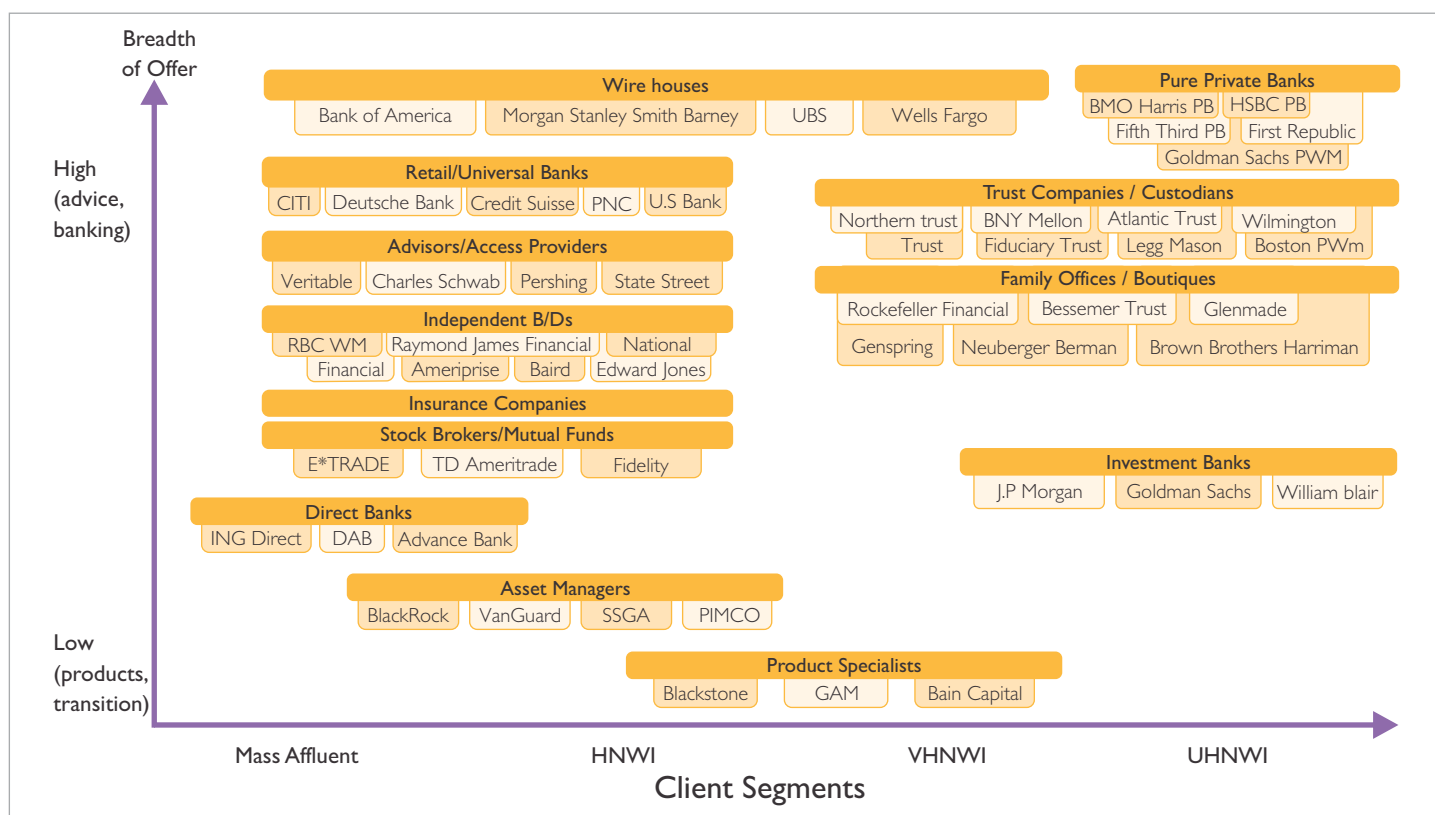 Breadth
of Offer
High
(advice,
banking)
Low
(products,
transition)
Wire houses
Bank of America
Morgan Stanley Smith Barney
UBS
Wells Fargo
Pure Private Banks
BMO Harris PB
HSBC PB
Fifth Third PB
First Republic
Goldman Sachs PWM
Retail/Universal Banks
CITI
Deutsche Bank
Credit Suisse
PNC
U.S Bank
Trust Companies / Custodians
Northern trust
BNY Mellon
Atlantic Trust
Wilmington
Trust
Fiduciary Trust
Legg Mason
Boston PWm
Advisors/Access Providers
Veritable
Charles Schwab
Pershing
State Street
Family Offices / Boutiques
Rockefeller Financial
Bessemer Trust
Glenmade
Genspring
Neuberger Berman
Brown Brothers Harriman
Independent B/Ds
RBC WM
Raymond James Financial
National
Financial
Ameriprise
Baird
Edward Jones
Insurance Companies
Stock Brokers/Mutual Funds
E*TRADE
TD Ameritrade
Fidelity
Investment Banks
J.P Morgan
Goldman Sachs
William blair
Direct Banks
ING Direct
DAB
Advance Bank
Asset Managers
BlackRock
VanGuard
SSGA
PIMCO
Product Specialists
Blackstone
GAM
Bain Capital
Mass Affluent
HNWI
VHNWI
UHNWI
Client Segments